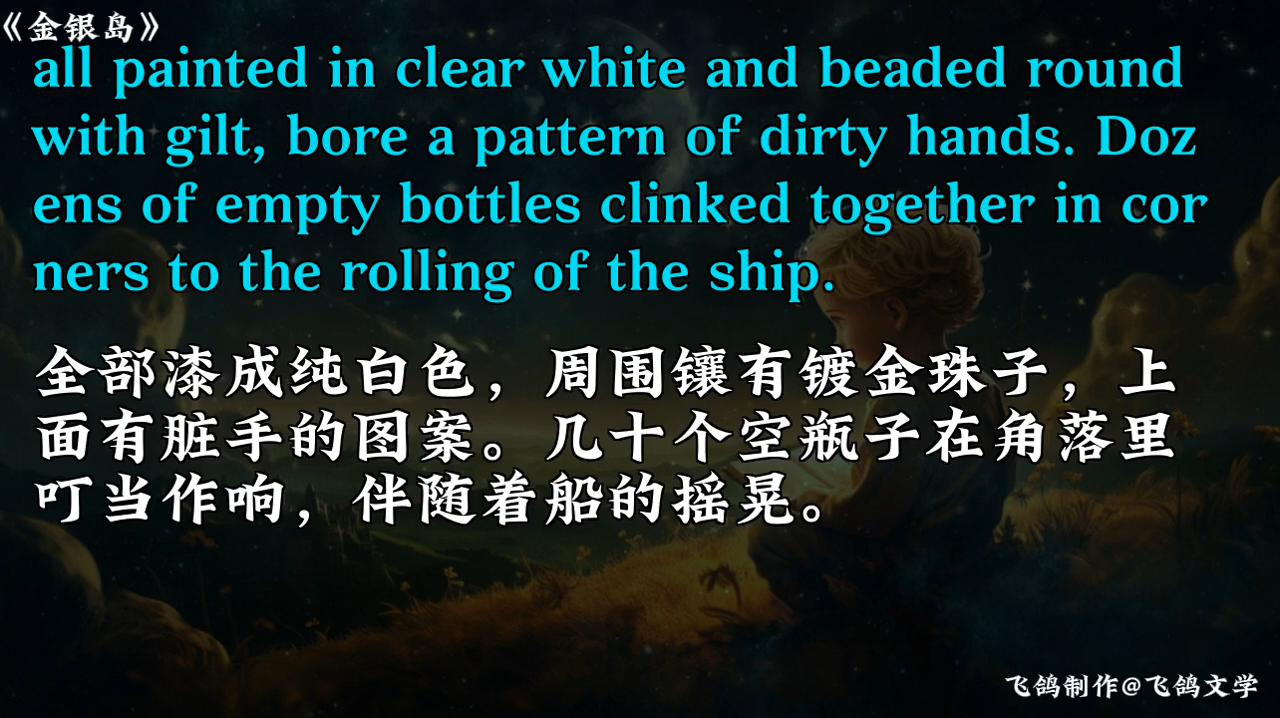 《金银岛》
all painted in clear white and beaded round
with gilt, bore a pattern of dirty hands. Doz
ens of empty bottles clinked together in cor
ners to the rolling of the ship.
全部漆成纯白色，周围镶有镀金珠子，上
面有脏手的图案。几十个空瓶子在角落里
叮当作响，伴随着船的摇晃。
飞鸽制作@飞鸽文学